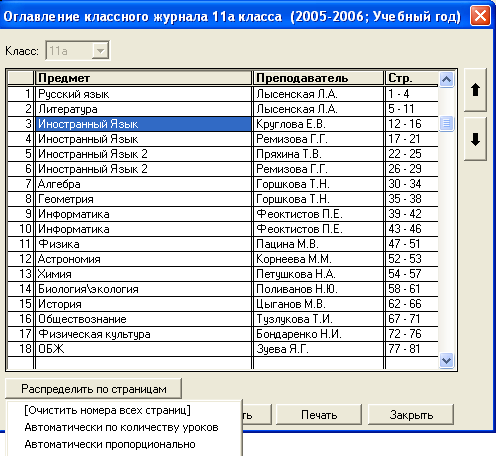 Оглавление классного журнала 11а класса (2005-2006; Учебный год)
Класс: 11а
Предмет Преподаватель Стр.
1 Русский язык Лысенская Л.А. 1 - 4
2 Литература Лысенская Л.А. 5 - 11
3 Иностранный Язык Круглова Е.В. 12 - 16
4 Иностранный Язык Ремизова Г.Г. 17 - 21
5 Иностранный Язык 2 Пряхина Т.В. 22 - 25
6 Иностранный Язык 2 Ремизова Г.Г. 26 - 29
7 Алгебра Горшкова Т.Н. 30 - 34
8 Геометрия Горшкова Т.Н. 35 - 38
9 Информатика Феоктистов П.Е. 39 - 42
10 Информатика Феоктистов П.Е. 43 - 46
11 Физика Пацина М.В. 47 - 51
12 Астрономия Корнеева М.М. 52 - 53
13 Химия Петушкова Н.А. 54 - 57
14 Биология\экология Поливанов Н.Ю. 58 - 61
15 История Цыганов М.В. 62 - 66
16 Обществознание Тузлукова Т.И. 67 - 71
17 Физическая культура Бондаренко Н.И. 72 - 76
18 ОБЖ Зуева Я.Г. 77 - 81
Распределить по страницам
[Очистить номера всех страниц]
Автоматически по количеству уроков
Автоматически пропорционально
Печать Закрыть